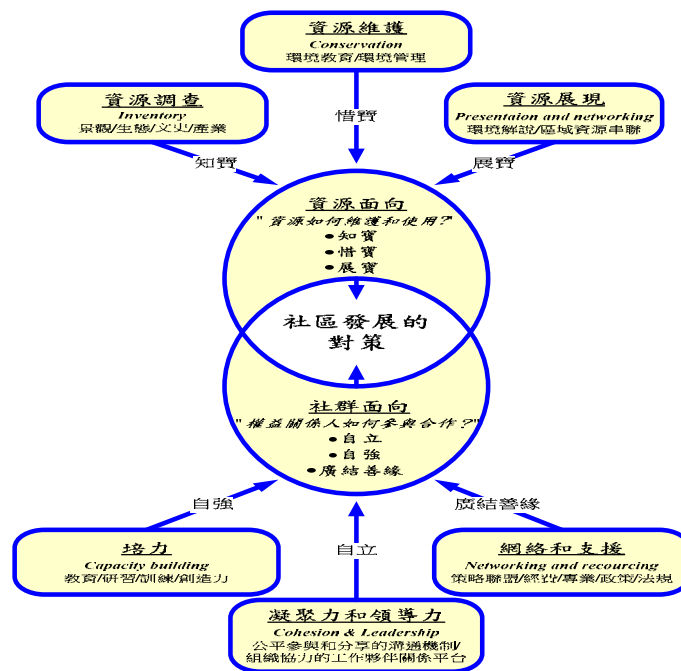 資源維護
Conservation
環境教育/環境管理
資源調查
Inventory
景觀/生態/文史/產業
資源展現
Presentaion and networking
環境解說/區域資源串聯
惜寶
知寶
展寶
資源面向
"資源如何維護和使用?"
●知寶
●惜寶
●展寶
社區發展的
對策
社群面向
"權益關係人如何參與合作?"
●自立
●自強
●廣結善緣
自強
廣結善緣
自立
培力
Capacity building
教育/研習/訓練/創造力
網絡和支援
Networking and recourcing
策略聯盟/經費/專業/政策/法規
凝聚力和領導力
Cohesion & Leadership
公平參與和分享的溝通機制/
組織協力的工作夥伴關係平台